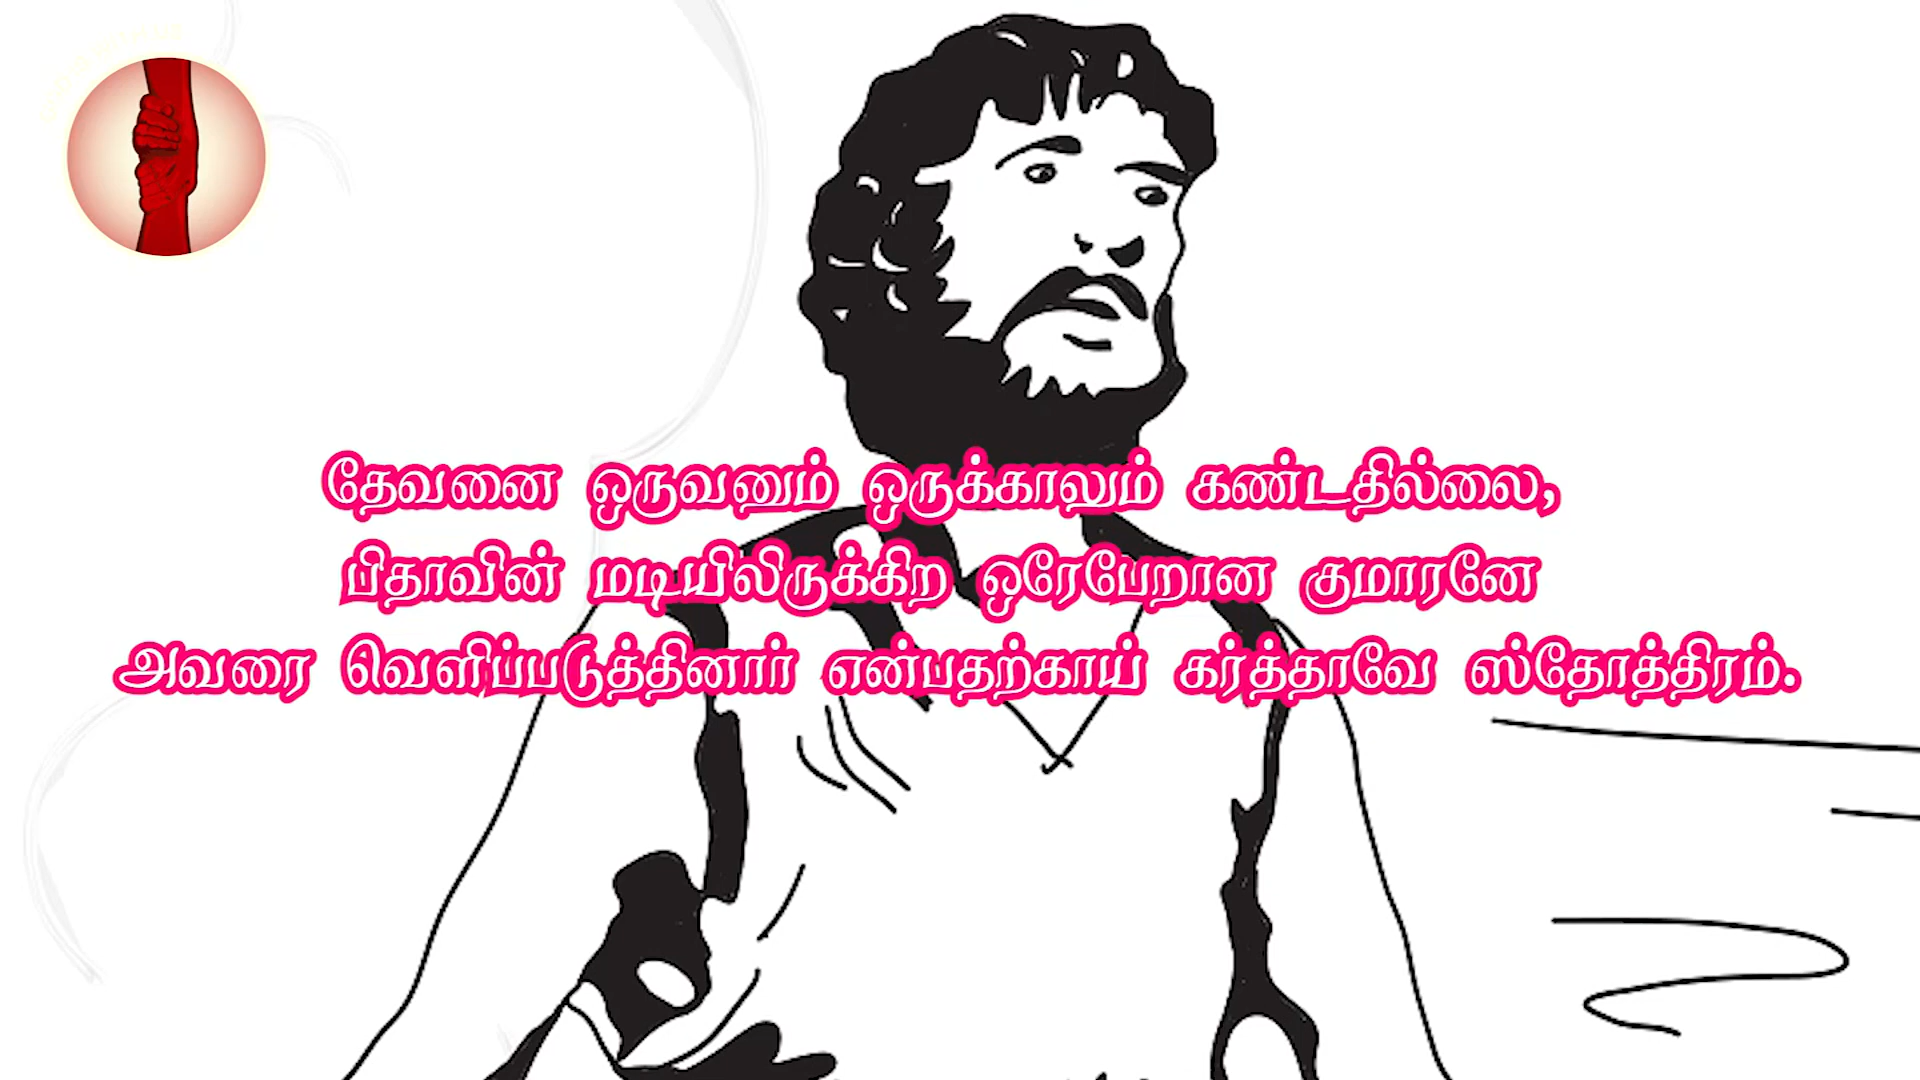 தேவனை ஒருவனும் ஒருக்காலும் கண்டதில்லை,
பிதாவின் மடியிலிருக்கிற ஒரேபேறான குமாரனே
அவரை வெளிப்படுத்தினார் என்பதற்காய் கர்த்தாவே ஸ்தோத்திரம்.